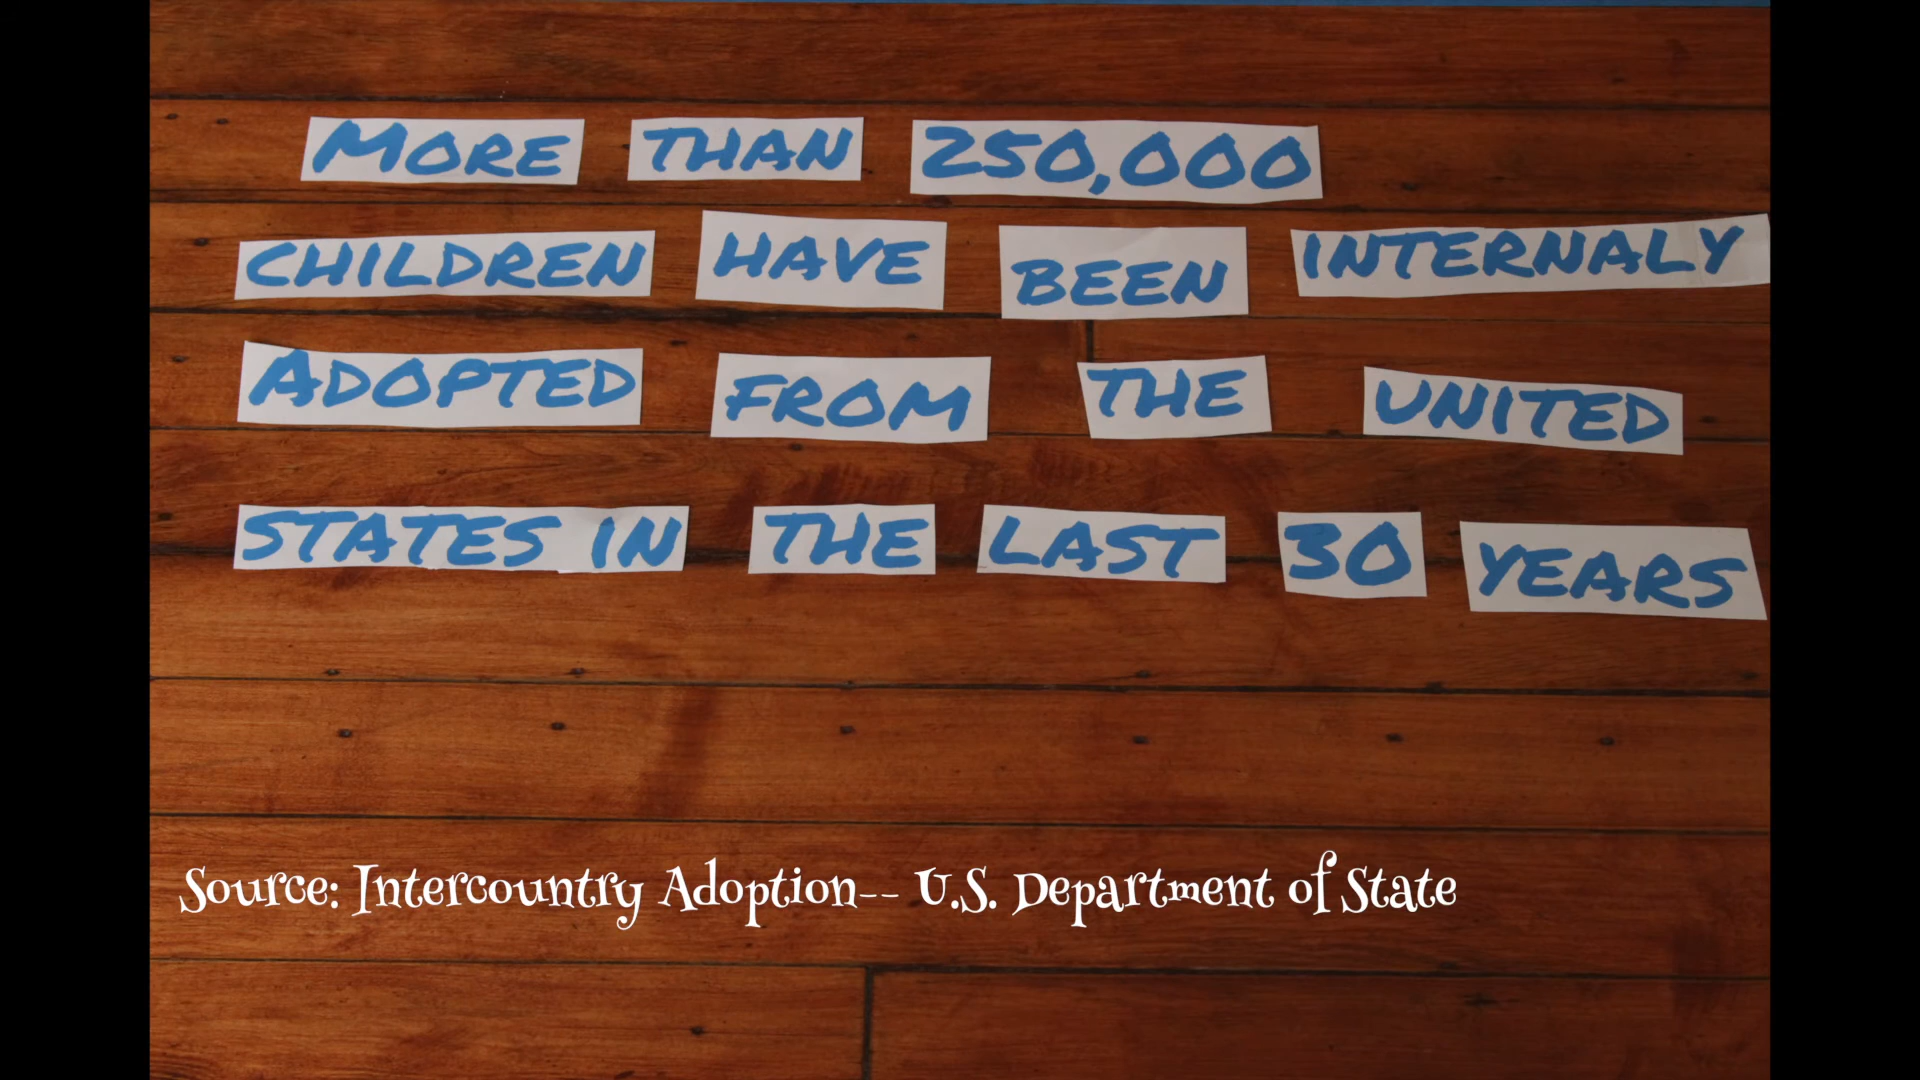 MORE THAN 250,000
CHILDREN HAVE BEEN INTERNALY
ADOPTED FROM THE UNITED
STATES IN THE LAST 30 YEARS
Source: Intercountry Adoption-- U.S. Department of State